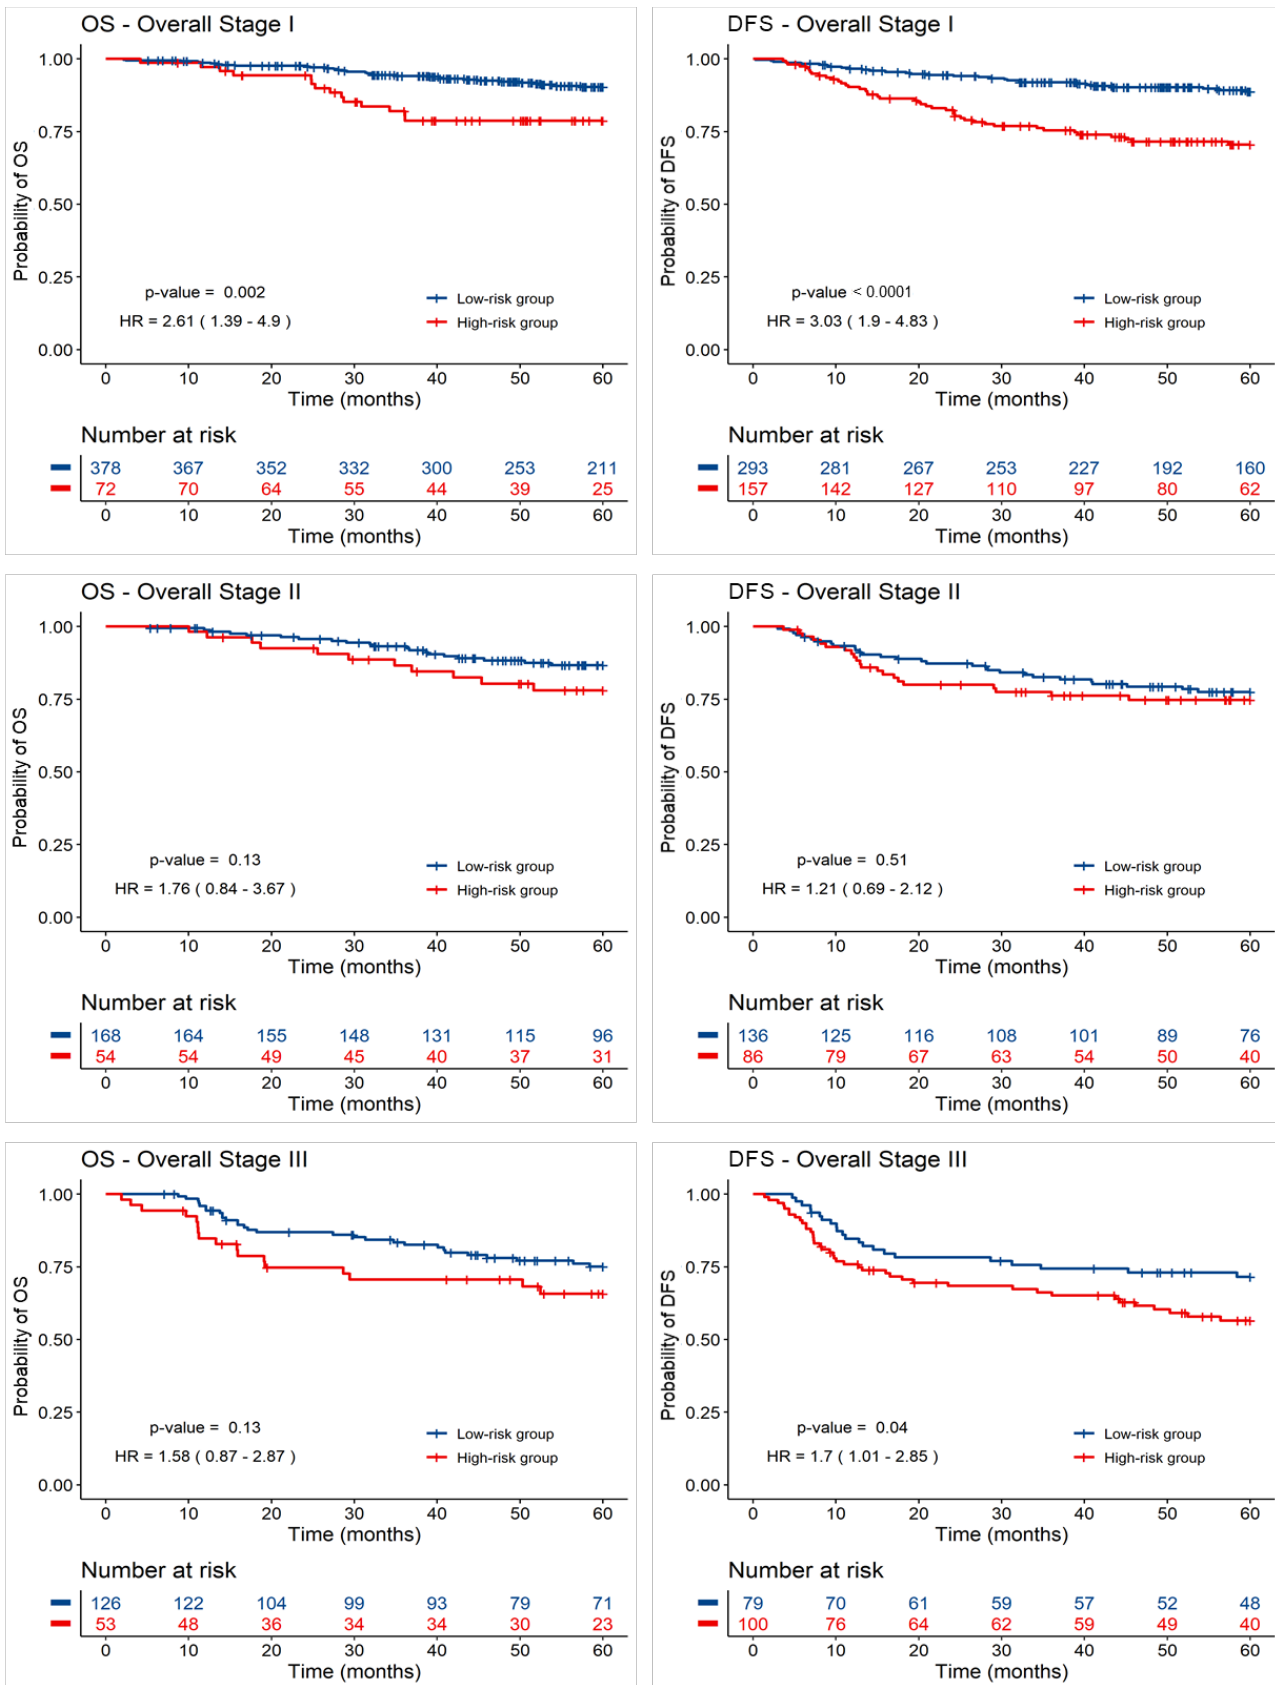 OS - Overall Stage I
Probability of OS
1.00
0.75
0.50
0.25
0.00
p-value = 0.002
HR = 2.61 ( 1.39 - 4.9 )
Low-risk group
High-risk group
0 10 20 30 40 50 60
Time (months)
Number at risk
378 367 352 332 300 253 211
72 70 64 55 44 39 25
0 10 20 30 40 50 60
Time (months)
DFS - Overall Stage I
Probability of DFS
1.00
0.75
0.50
0.25
0.00
p-value < 0.0001
HR = 3.03 ( 1.9 - 4.83 )
Low-risk group
High-risk group
0 10 20 30 40 50 60
Time (months)
Number at risk
293 281 267 253 227 192 160
157 142 127 110 97 80 62
0 10 20 30 40 50 60
Time (months)
OS - Overall Stage II
Probability of OS
1.00
0.75
0.50
0.25
0.00
p-value = 0.13
HR = 1.76 ( 0.84 - 3.67 )
Low-risk group
High-risk group
0 10 20 30 40 50 60
Time (months)
Number at risk
168 164 155 148 131 115 96
54 54 49 45 40 37 31
0 10 20 30 40 50 60
Time (months)
DFS - Overall Stage II
Probability of DFS
1.00
0.75
0.50
0.25
0.00
p-value = 0.51
HR = 1.21 ( 0.69 - 2.12 )
Low-risk group
High-risk group
0 10 20 30 40 50 60
Time (months)
Number at risk
136 125 116 108 101 89 76
86 79 67 63 54 50 40
0 10 20 30 40 50 60
Time (months)
OS - Overall Stage III
Probability of OS
1.00
0.75
0.50
0.25
0.00
p-value = 0.13
HR = 1.58 ( 0.87 - 2.87 )
Low-risk group
High-risk group
0 10 20 30 40 50 60
Time (months)
Number at risk
126 122 104 99 93 79 71
53 48 36 34 34 30 23
0 10 20 30 40 50 60
Time (months)
DFS - Overall Stage III
Probability of DFS
1.00
0.75
0.50
0.25
0.00
p-value = 0.04
HR = 1.7 ( 1.01 - 2.85 )
Low-risk group
High-risk group
0 10 20 30 40 50 60
Time (months)
Number at risk
79 70 61 59 57 52 48
100 76 64 62 59 49 40
0 10 20 30 40 50 60
Time (months)